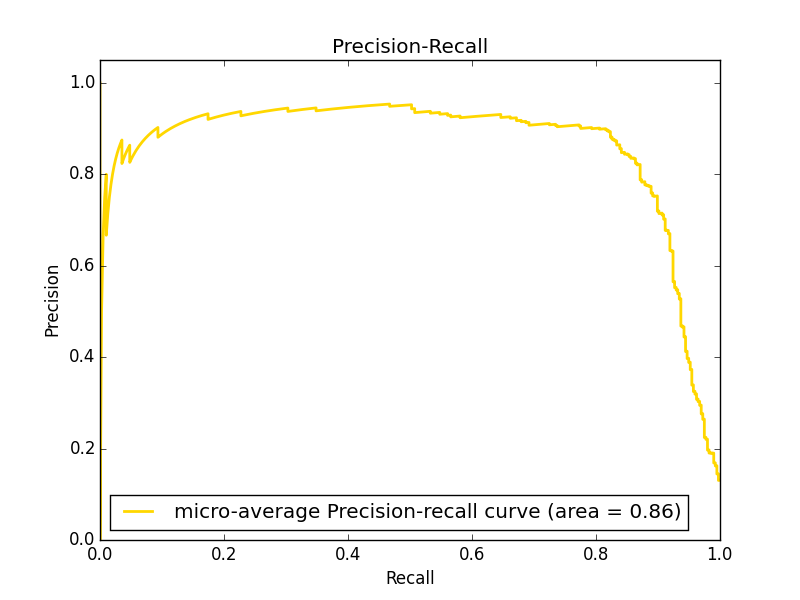 Precision-Recall
1.0
0.8
0.6
0.4
0.2
0.0
Precision
micro-average Precision-recall curve (area = 0.86)
0.0 0.2 0.4 0.6 0.8 1.0
Recall